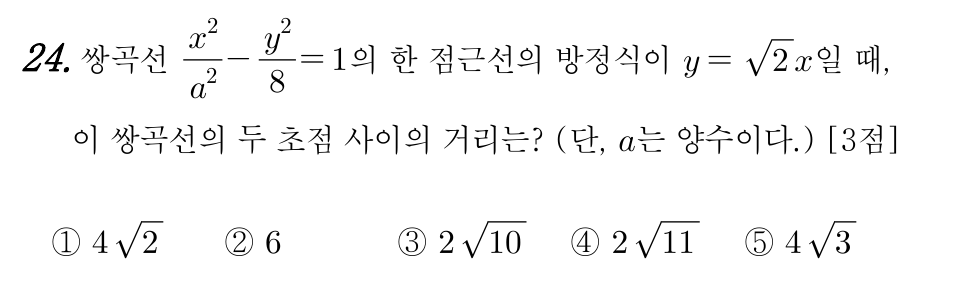 24. 쌍곡선 $\frac{x^2}{a^2}-\frac{y^2}{8}=1$의 한 점근선의 방정식이 $y=\sqrt{2}x$일 때,
이 쌍곡선의 두 초점 사이의 거리는? (단, $a$는 양수이다.) [3점]
① $4\sqrt{2}$ ② 6 ③ $2\sqrt{10}$ ④ $2\sqrt{11}$ ⑤ $4\sqrt{3}$